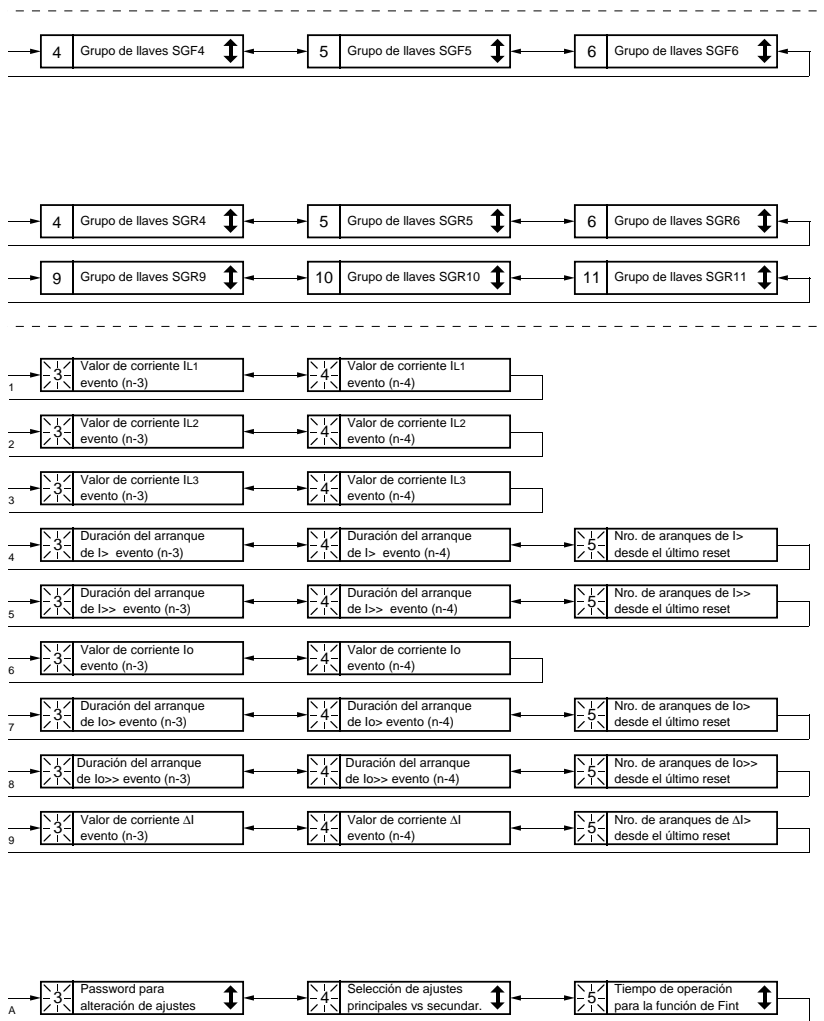 4 Grupo de llaves SGF4 5 Grupo de llaves SGF5 6 Grupo de llaves SGF6
4 Grupo de llaves SGR4 5 Grupo de llaves SGR5 6 Grupo de llaves SGR6
9 Grupo de llaves SGR9 10 Grupo de llaves SGR10 11 Grupo de llaves SGR11
1 3 Valor de corriente IL1 4 Valor de corriente IL1
evento (n-3) evento (n-4)
2 3 Valor de corriente IL2 4 Valor de corriente IL2
evento (n-3) evento (n-4)
3 3 Valor de corriente IL3 4 Valor de corriente IL3
evento (n-3) evento (n-4)
4 3 Duración del arranque 4 Duración del arranque 5 Nro. de aranques de I>
de I> evento (n-3) de I> evento (n-4) desde el último reset
5 3 Duración del arranque 4 Duración del arranque 5 Nro. de aranques de I>>
de I>> evento (n-3) de I>> evento (n-4) desde el último reset
6 3 Valor de corriente Io 4 Valor de corriente Io
evento (n-3) evento (n-4)
7 3 Duración del arranque 4 Duración del arranque 5 Nro. de aranques de Io>
de Io> evento (n-3) de Io> evento (n-4) desde el último reset
8 3 Duración del arranque 4 Duración del arranque 5 Nro. de aranques de Io>>
de Io>> evento (n-3) de Io>> evento (n-4) desde el último reset
9 3 Valor de corriente ΔI 4 Valor de corriente ΔI 5 Nro. de aranques de ΔI>
evento (n-3) evento (n-4) desde el último reset
A 3 Password para 4 Selección de ajustes 5 Tiempo de operación
alteración de ajustes principales vs secundar. para la función de Fint